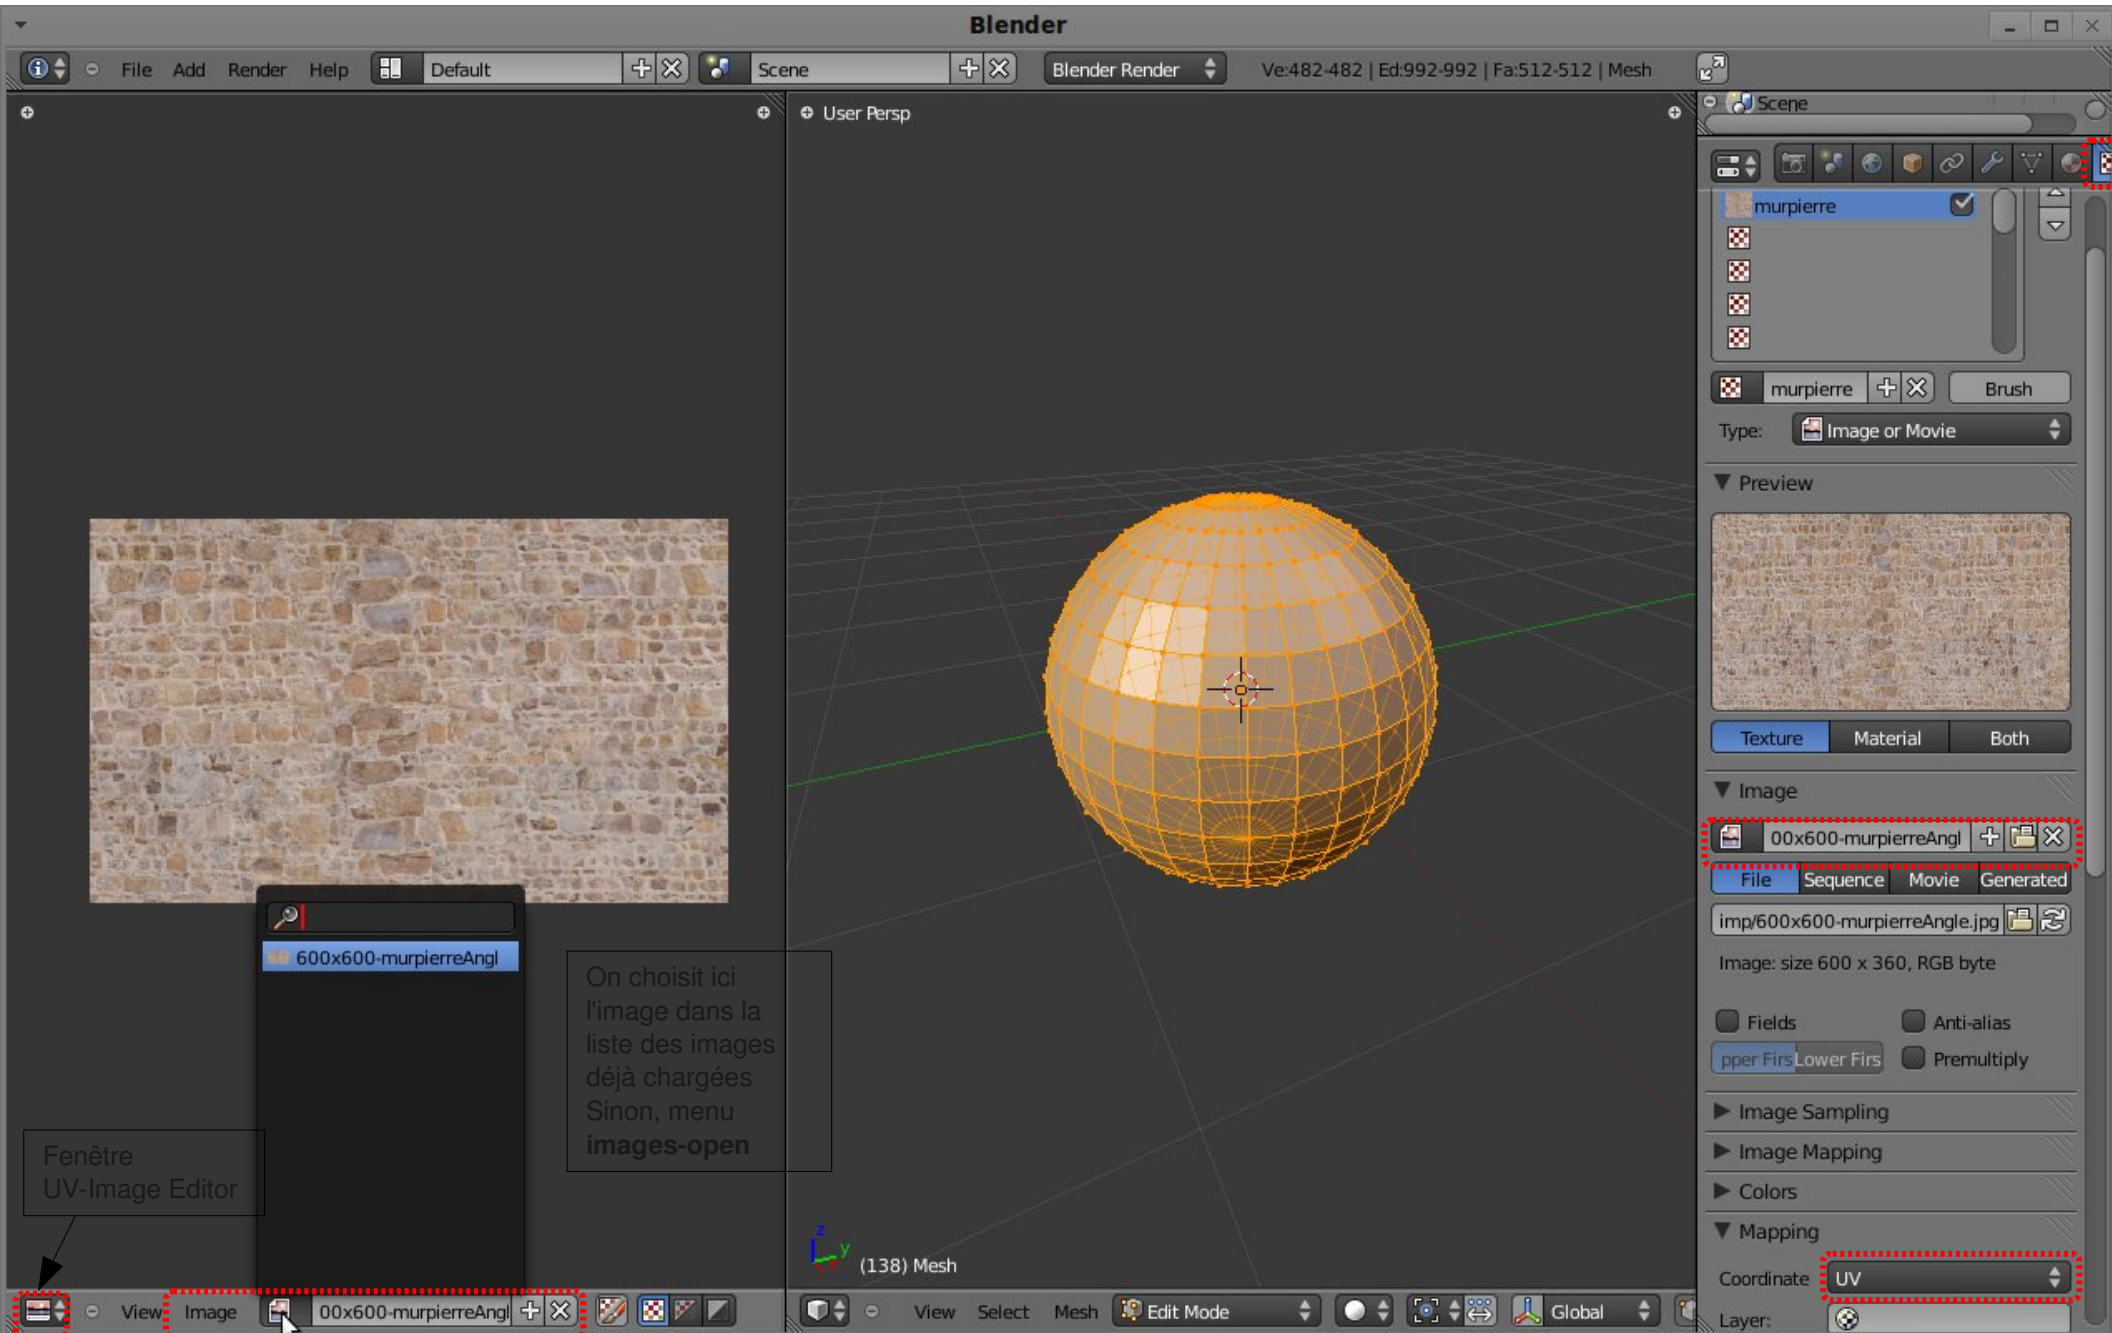 Blender
File Add Render Help Default Scene Blender Render Ve:482-482 | Ed:992-992 | Fa:512-512 | Mesh
User Persp
Scene
murpierre
murpierre Brush
Type: Image or Movie
Preview
Texture Material Both
Image
00x600-murpierreAngl
File Sequence Movie Generated
imp/600x600-murpierreAngle.jpg
Image: size 600 x 360, RGB byte
Fields Anti-alias
pper Firs Lower Firs Premultiply
Image Sampling
Image Mapping
Colors
Mapping
Coordinate UV
Layer:
600x600-murpierreAngl
On choisit ici
l'image dans la
liste des images
déjà chargées
Sinon, menu
images-open
Fenêtre
UV-Image Editor
z
y
(138) Mesh
View Image 00x600-murpierreAngl
View Select Mesh Edit Mode Global